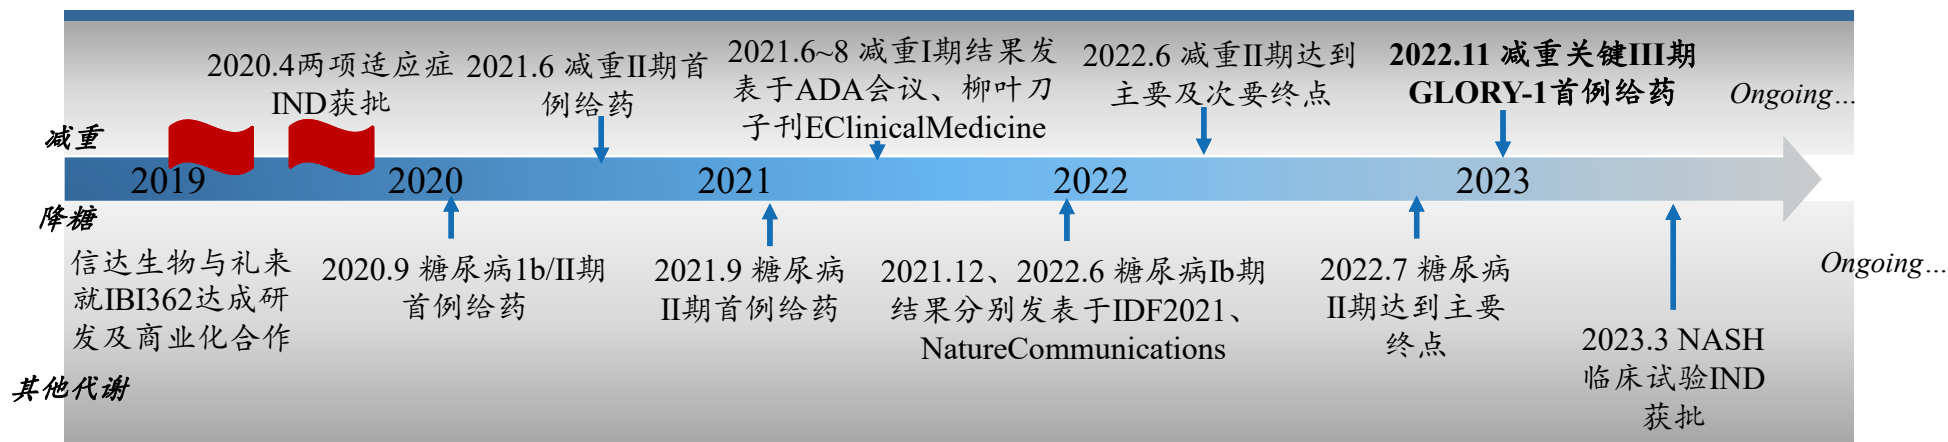 2020.4两项适应症
IND获批
2021.6 减重II期首
例给药
2021.6~8 减重I期结果发
表于ADA会议、柳叶刀
子刊EClinicalMedicine
2022.6 减重II期达到
主要及次要终点
2022.11 减重关键III期
GLORY-1首例给药
Ongoing…
减重
2019
2020
2021
2022
2023
降糖
信达生物与礼来
就IBI362达成研
发及商业化合作
2020.9 糖尿病1b/II期
首例给药
2021.9 糖尿病
II期首例给药
2021.12、2022.6 糖尿病Ib期
结果分别发表于IDF2021、
NatureCommunications
2022.7 糖尿病
II期达到主要
终点
2023.3 NASH
临床试验IND
获批
Ongoing…
其他代谢